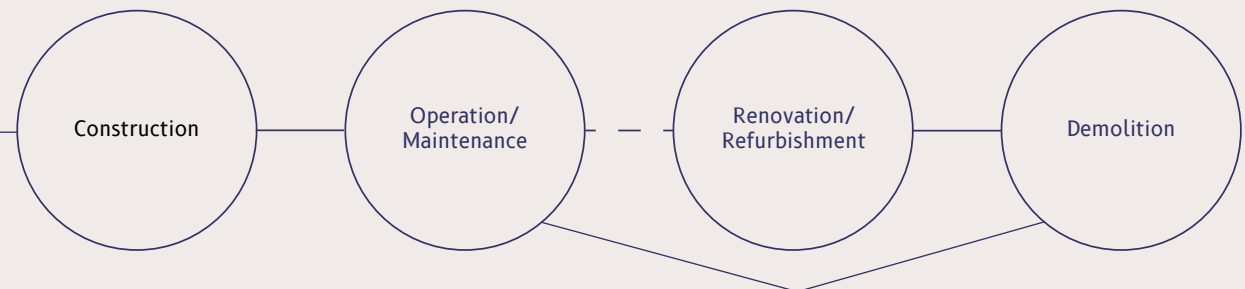 Construction
Operation/
Maintenance
Renovation/
Refurbishment
Demolition